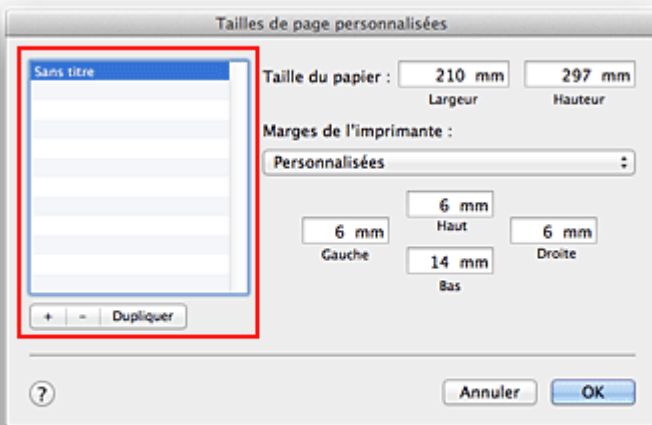 Tailles de page personnalisées
Sans titre
Taille du papier : 210 mm 297 mm
Largeur Hauteur
Marges de l'imprimante :
Personnalisées
6 mm
Haut
6 mm 6 mm
Gauche Droite
14 mm
Bas
+ - Dupliquer
? Annuler OK